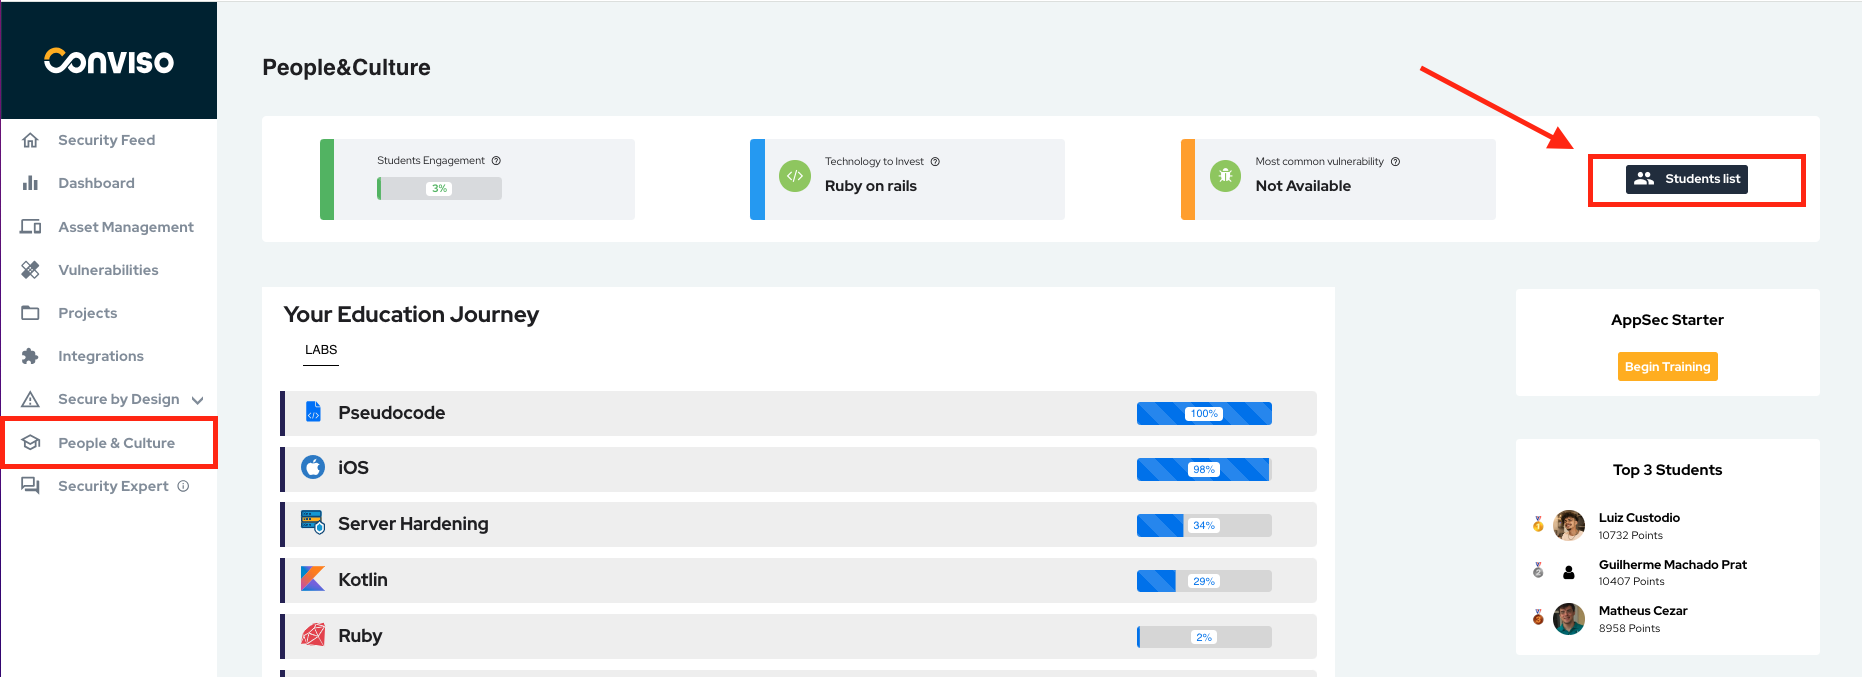 CONVISO
Security Feed
Dashboard
Asset Management
Vulnerabilities
Projects
Integrations
Secure by Design
People & Culture
Security Expert
People&Culture
Students Engagement
3%
Technology to Invest
Ruby on rails
Most common vulnerability
Not Available
Students list
Your Education Journey
LABS
Pseudocode
100%
iOS
98%
Server Hardening
34%
Kotlin
29%
Ruby
2%
AppSec Starter
Begin Training
Top 3 Students
Luiz Custodio
10732 Points
Guilherme Machado Prat
10407 Points
Matheus Cezar
8958 Points